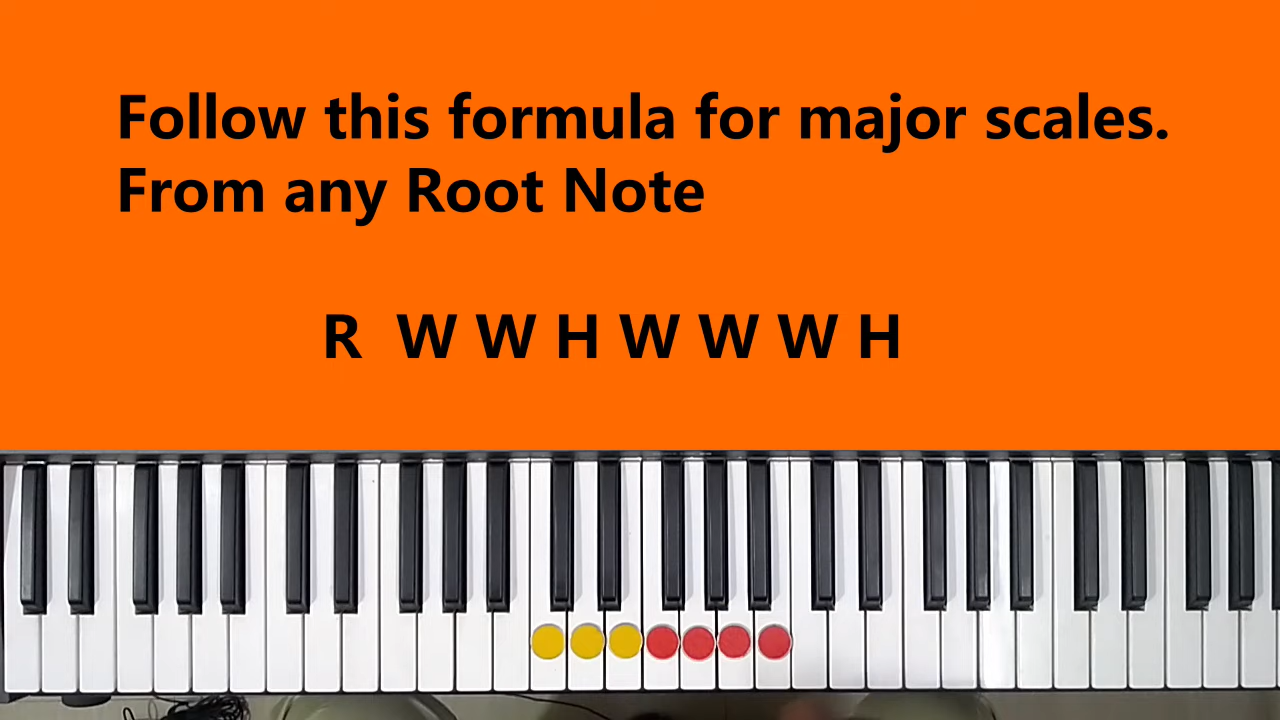 Follow this formula for major scales.
From any Root Note
R W W H W W W H